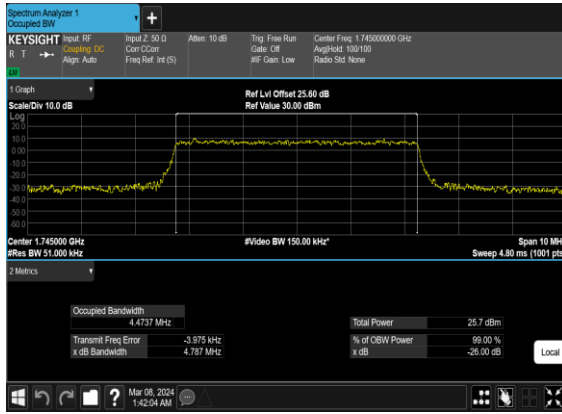 Spectrum Analyzer 1
Occupied BW
+
KEYSIGHT
R T
Input: RF
Coupling: DC
Align: Auto
Input Z: 50 Ω
Corr CCorr
Freq Ref: Int (S)
Atten: 10 dB
Trig: Free Run
Gate: Off
#IF Gain: Low
Center Freq: 1.745000000 GHz
Avg|Hold: 100/100
Radio Std: None
1 Graph
Scale/Div 10.0 dB
Ref Lvl Offset 25.60 dB
Ref Value 30.00 dBm
Log
20.0
10.0
0.00
-10.0
-20.0
-30.0
-40.0
-50.0
-60.0
Center 1.745000 GHz
#Res BW 51.000 kHz
#Video BW 150.00 kHz*
Span 10 MH
Sweep 4.80 ms (1001 pts
2 Metrics
Occupied Bandwidth
4.4737 MHz
Transmit Freq Error -3.975 kHz
x dB Bandwidth 4.787 MHz
Total Power 25.7 dBm
% of OBW Power 99.00 %
x dB -26.00 dB
Local
?
Mar 08, 2024
1:42:04 AM